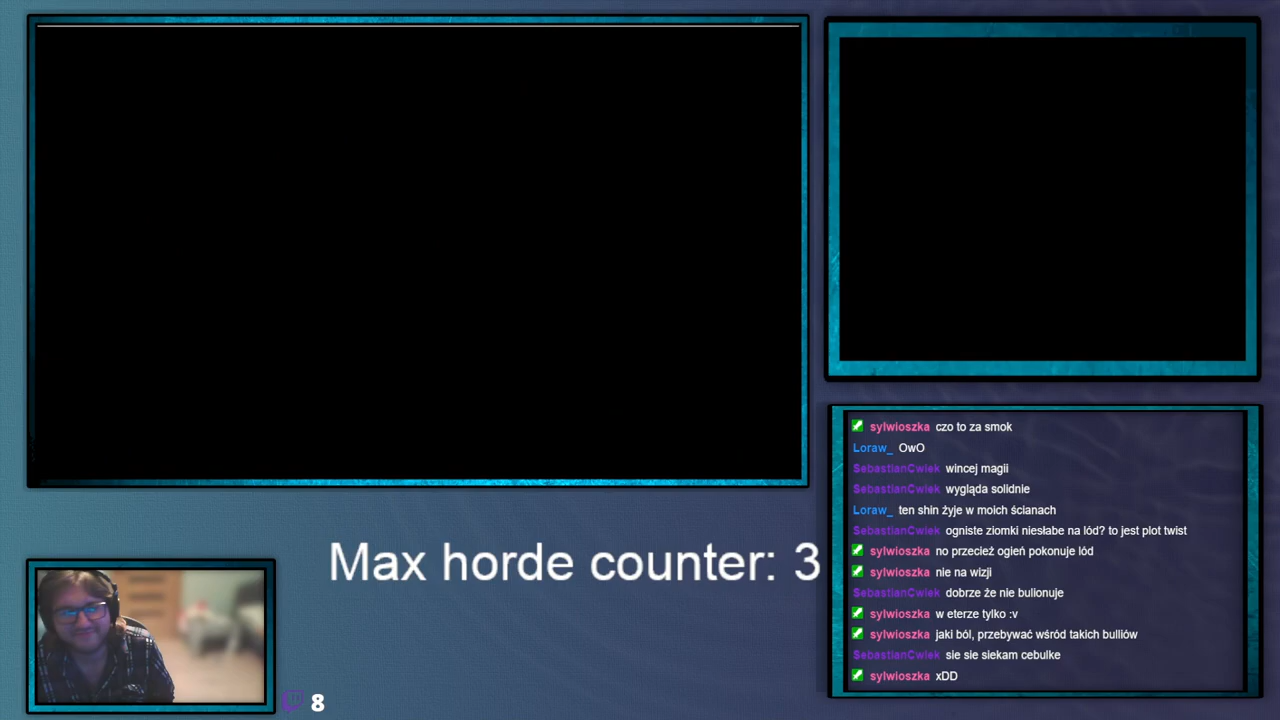 sylwioszka czo to za smok
Loraw_ OwO
SebastianCwiek wincej magii
SebastianCwiek wygląda solidnie
Loraw_ ten shin żyje w moich ścianach
SebastianCwiek ogniste ziomki niesłabe na lód? to jest plot twist
sylwioszka no przecież ogień pokonuje lód
sylwioszka nie na wizji
SebastianCwiek dobrze że nie bulionuje
sylwioszka w eterze tylko :v
sylwioszka jaki ból, przebywać wśród takich bulliów
SebastianCwiek sie sie siekam cebulke
sylwioszka xDD
Max horde counter: 3
8